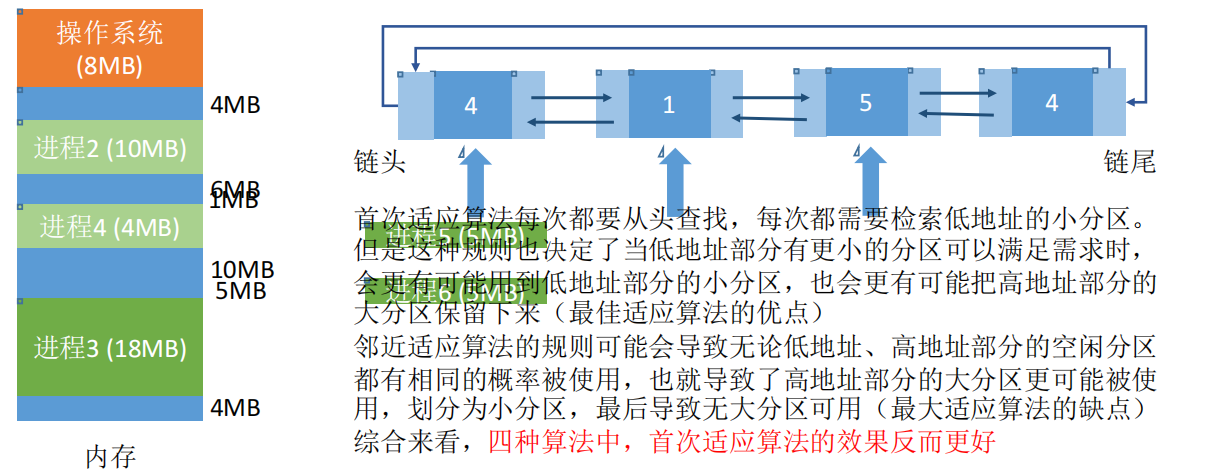 操作系统
(8MB)
4MB
进程2 (10MB)
6MB
1MB
进程4 (4MB)
10MB
5MB
进程3 (18MB)
4MB
内存
4
1
5
4
链头
链尾
进程5 (5MB)
进程6 (5MB)
首次适应算法每次都要从头查找，每次都需要检索低地址的小分区。
但是这种规则也决定了当低地址部分有更小的分区可以满足需求时，
会更有可能用到低地址部分的小分区，也会更有可能把高地址部分的
大分区保留下来（最佳适应算法的优点）
邻近适应算法的规则可能会导致无论低地址、高地址部分的空闲分区
都有相同的概率被使用，也就导致了高地址部分的大分区更可能被使
用，划分为小分区，最后导致无大分区可用（最大适应算法的缺点）
综合来看，四种算法中，首次适应算法的效果反而更好